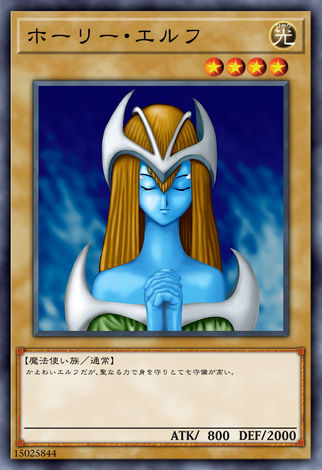 ホーリー・エルフ
光
【魔法使い族／通常】
かよわいエルフだが、聖なる力で身を守りとても守備が高い。
ATK/ 800 DEF/2000
15025844